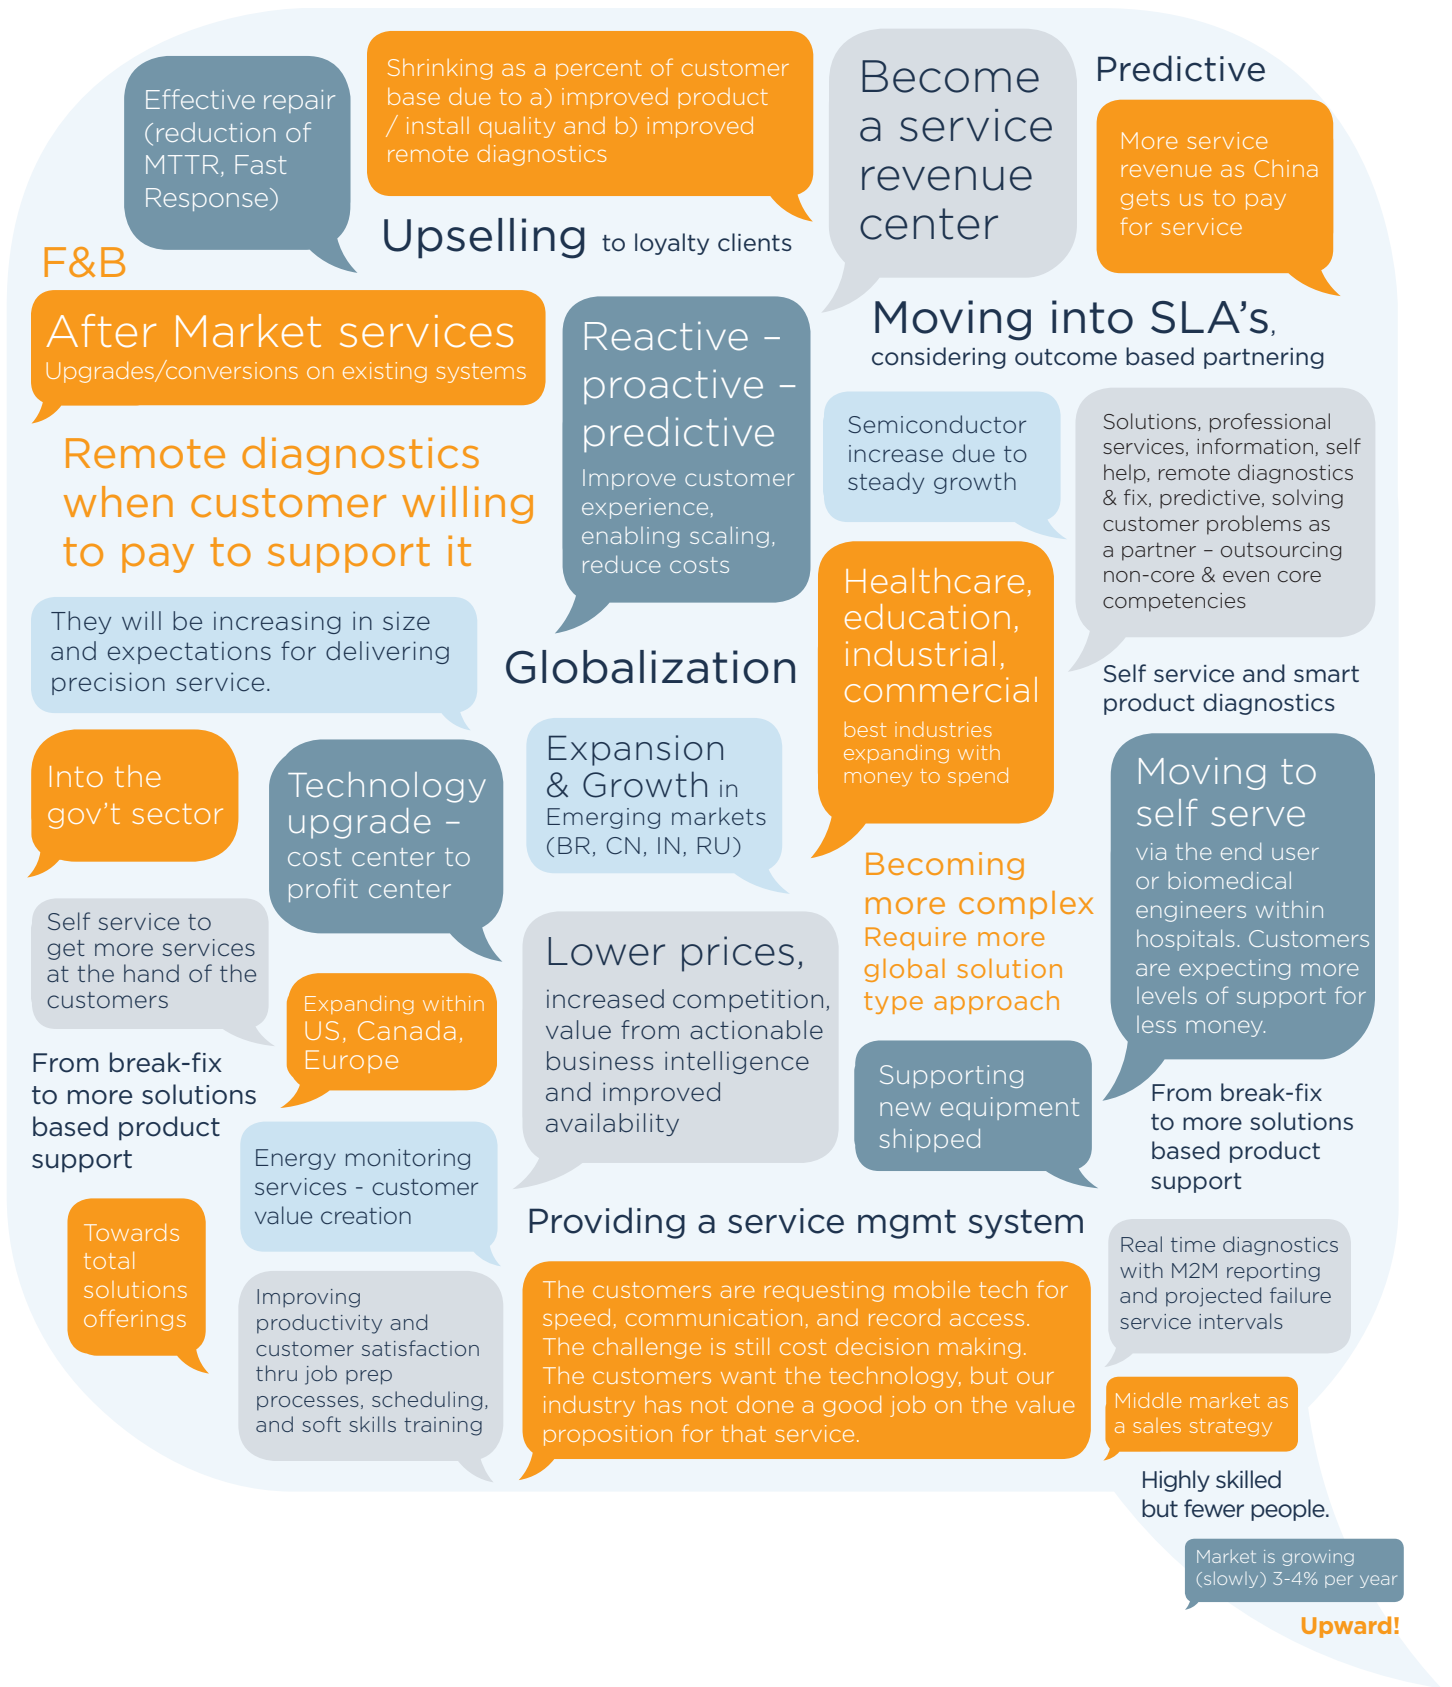 Effective repair
(reduction of
MTTR, Fast
Response)
Shrinking as a percent of customer
base due to a) improved product
/ install quality and b) improved
remote diagnostics
Become
a service
revenue
center
Predictive
More service
revenue as China
gets us to pay
for service
Upselling to loyalty clients
F&B
After Market services
Upgrades/conversions on existing systems
Reactive –
proactive –
predictive
Improve customer
experience,
enabling scaling,
reduce costs
Moving into SLA's,
considering outcome based partnering
Semiconductor
increase due to
steady growth
Solutions, professional
services, information, self
help, remote diagnostics
& fix, predictive, solving
customer problems as
a partner – outsourcing
non-core & even core
competencies
Remote diagnostics
when customer willing
to pay to support it
Healthcare,
education,
industrial,
commercial
best industries
expanding with
money to spend
They will be increasing in size
and expectations for delivering
precision service.
Globalization
Self service and smart
product diagnostics
Into the
gov't sector
Technology
upgrade –
cost center to
profit center
Expansion
& Growth in
Emerging markets
(BR, CN, IN, RU)
Moving to
self serve
via the end user
or biomedical
engineers within
hospitals. Customers
are expecting more
levels of support for
less money.
Becoming
more complex
Require more
global solution
type approach
Self service to
get more services
at the hand of the
customers
Lower prices,
increased competition,
value from actionable
business intelligence
and improved
availability
Expanding within
US, Canada,
Europe
From break-fix
to more solutions
based product
support
Supporting
new equipment
shipped
From break-fix
to more solutions
based product
support
Energy monitoring
services - customer
value creation
Towards
total
solutions
offerings
Providing a service mgmt system
Real time diagnostics
with M2M reporting
and projected failure
service intervals
Improving
productivity and
customer satisfaction
thru job prep
processes, scheduling,
and soft skills training
The customers are requesting mobile tech for
speed, communication, and record access.
The challenge is still cost decision making.
The customers want the technology, but our
industry has not done a good job on the value
proposition for that service.
Middle market as
a sales strategy
Highly skilled
but fewer people.
Market is growing
(slowly) 3-4% per year
Upward!